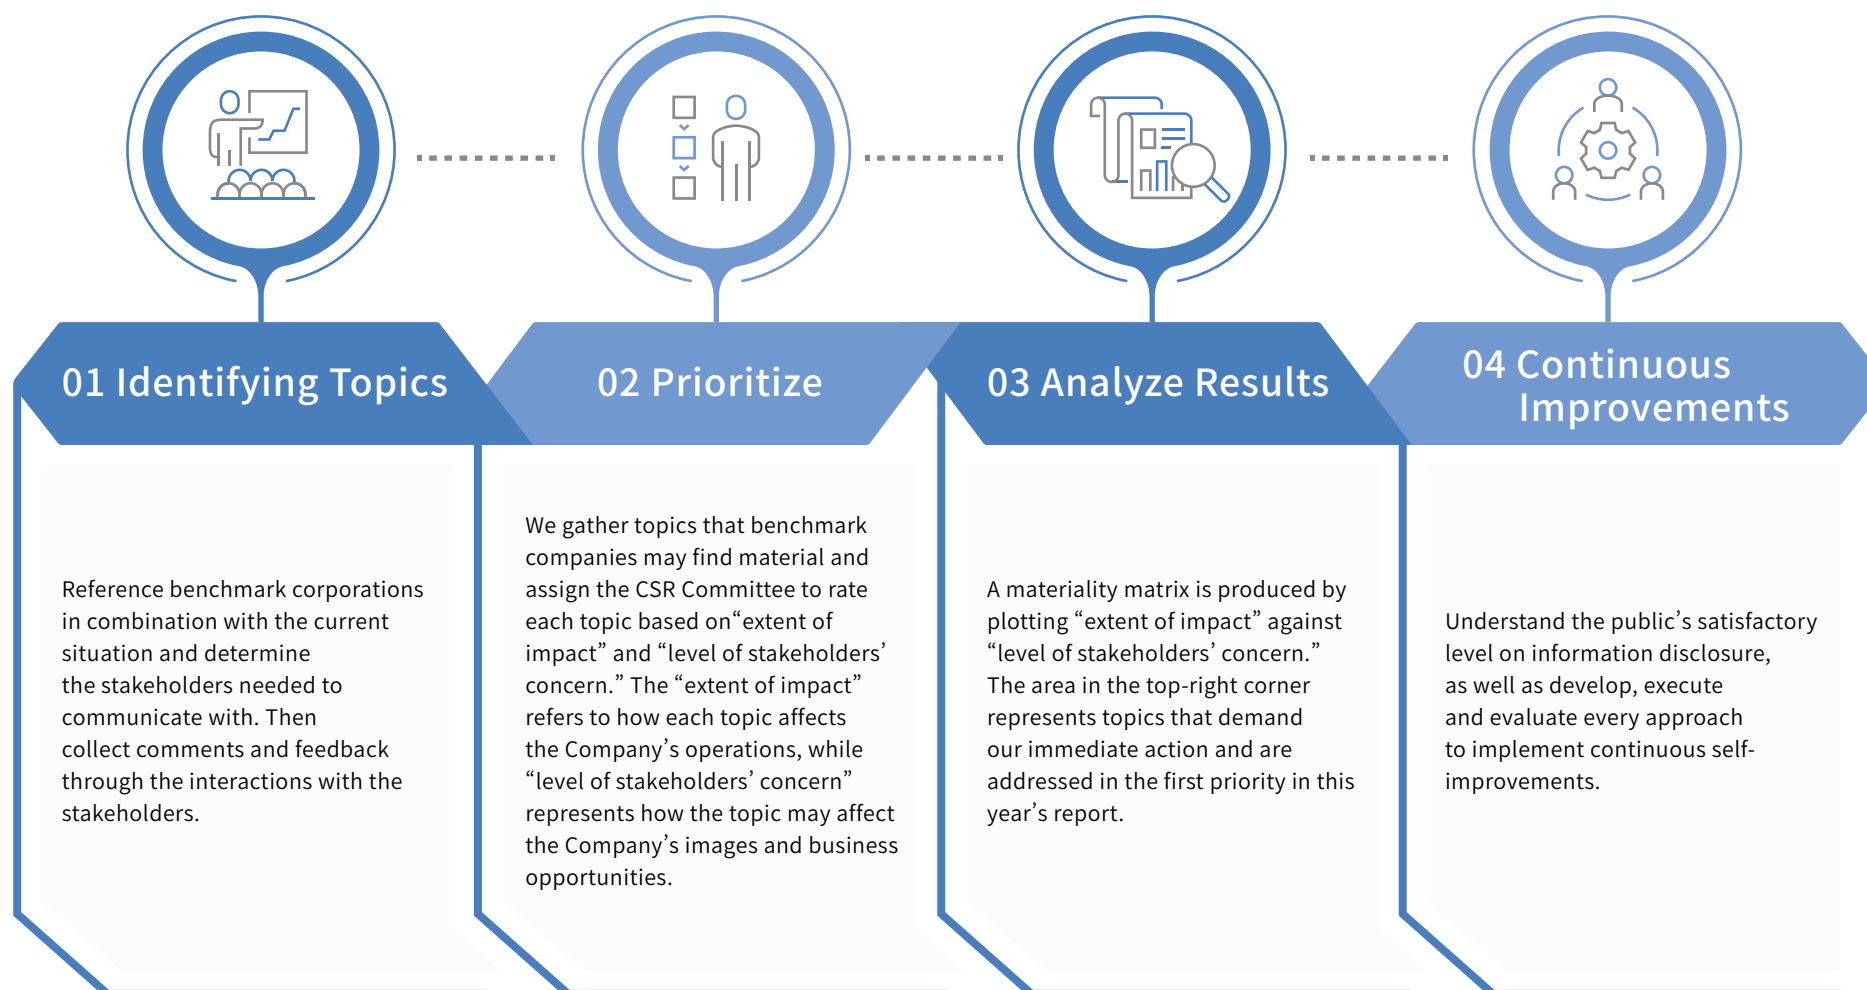 01 Identifying Topics
Reference benchmark corporations
in combination with the current
situation and determine
the stakeholders needed to
communicate with. Then
collect comments and feedback
through the interactions with the
stakeholders.
02 Prioritize
We gather topics that benchmark
companies may find material and
assign the CSR Committee to rate
each topic based on“extent of
impact” and “level of stakeholders’
concern.” The “extent of impact”
refers to how each topic affects
the Company’s operations, while
“level of stakeholders’ concern”
represents how the topic may affect
the Company’s images and business
opportunities.
03 Analyze Results
A materiality matrix is produced by
plotting “extent of impact” against
“level of stakeholders’ concern.”
The area in the top-right corner
represents topics that demand
our immediate action and are
addressed in the first priority in this
year’s report.
04 Continuous
Improvements
Understand the public’s satisfactory
level on information disclosure,
as well as develop, execute
and evaluate every approach
to implement continuous self-
improvements.